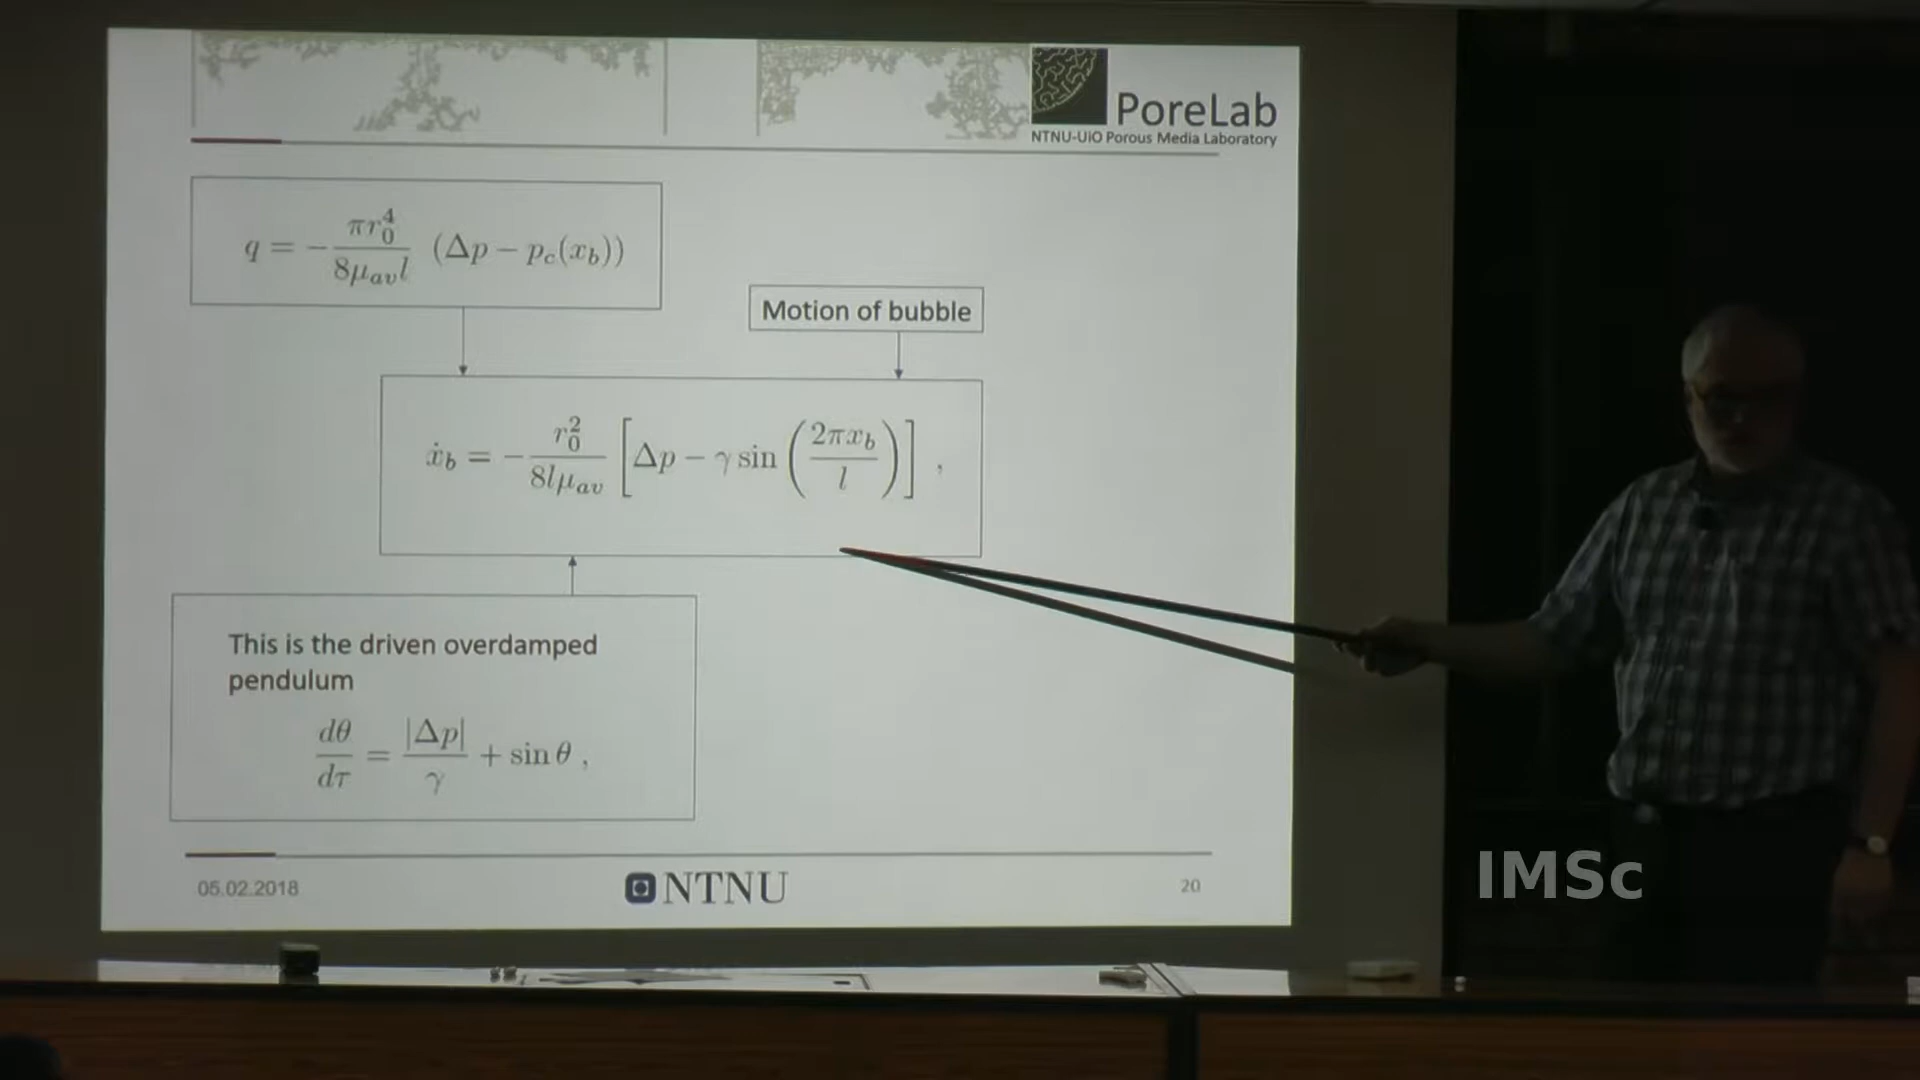 PoreLab
NTNU-UiO Porous Media Laboratory
q = − πr₀⁴ / 8μ_av l (Δp − p_c(x_b))
Motion of bubble
ẋ_b = − r₀² / 8lμ_av [Δp − γ sin (2πx_b / l)] ,
This is the driven overdamped
pendulum
dθ/dτ = |Δp|/γ + sin θ ,
05.02.2018
NTNU
20
IMSc